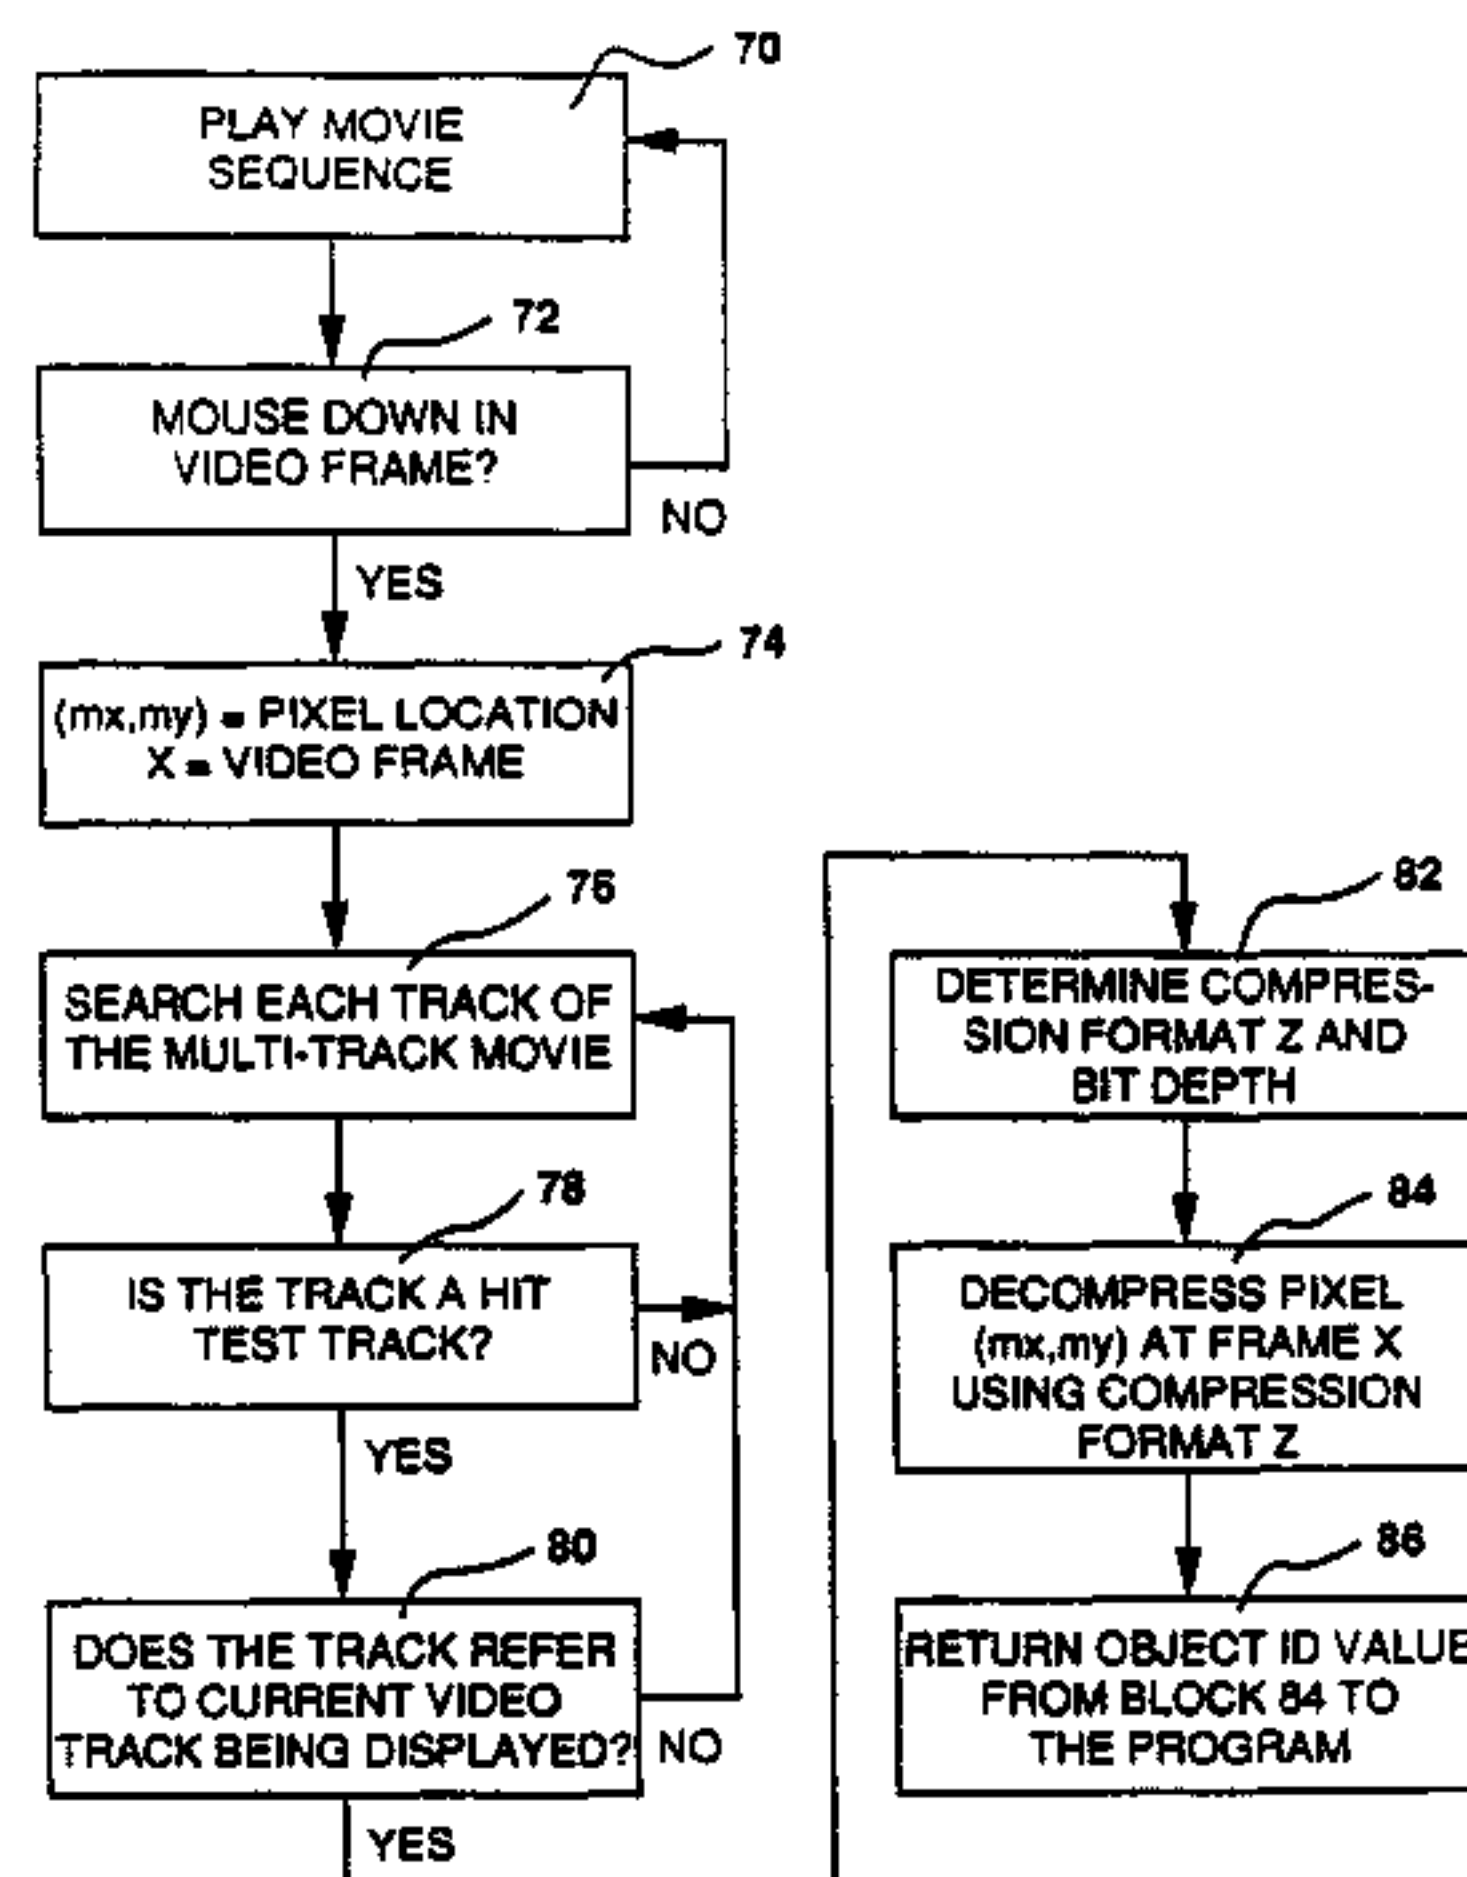 70
PLAY MOVIE
SEQUENCE
72
MOUSE DOWN IN
VIDEO FRAME?
NO
YES
74
(mx,my) = PIXEL LOCATION
X = VIDEO FRAME
76
SEARCH EACH TRACK OF
THE MULTI-TRACK MOVIE
78
IS THE TRACK A HIT
TEST TRACK?
NO
YES
80
DOES THE TRACK REFER
TO CURRENT VIDEO
TRACK BEING DISPLAYED?
NO
YES
82
DETERMINE COMPRES-
SION FORMAT Z AND
BIT DEPTH
84
DECOMPRESS PIXEL
(mx,my) AT FRAME X
USING COMPRESSION
FORMAT Z
86
RETURN OBJECT ID VALUE
FROM BLOCK 84 TO
THE PROGRAM